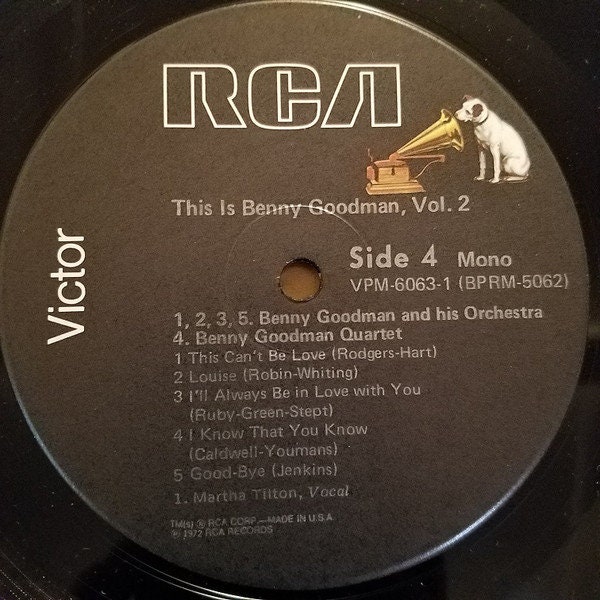 RCA
Victor
This Is Benny Goodman, Vol. 2
Side 4 Mono
VPM-6063-1 (BPRM-5062)
1, 2, 3, 5. Benny Goodman and his Orchestra
4. Benny Goodman Quartet
1 This Can't Be Love (Rodgers-Hart)
2 Louise (Robin-Whiting)
3 I'll Always Be in Love with You
(Ruby-Green-Stept)
4 I Know That You Know
(Caldwell-Youmans)
5 Good-Bye (Jenkins)
1. Martha Tilton, Vocal
TM(s) ® RCA CORP.—MADE IN U.S.A.
℗ 1972 RCA RECORDS